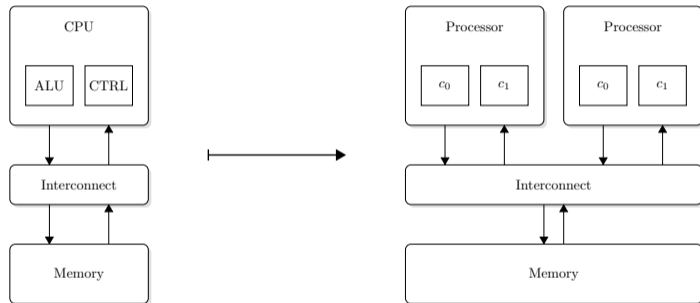 CPU
ALU CTRL
Interconnect
Memory
Processor Processor
c₀ c₁ c₀ c₁
Interconnect
Memory